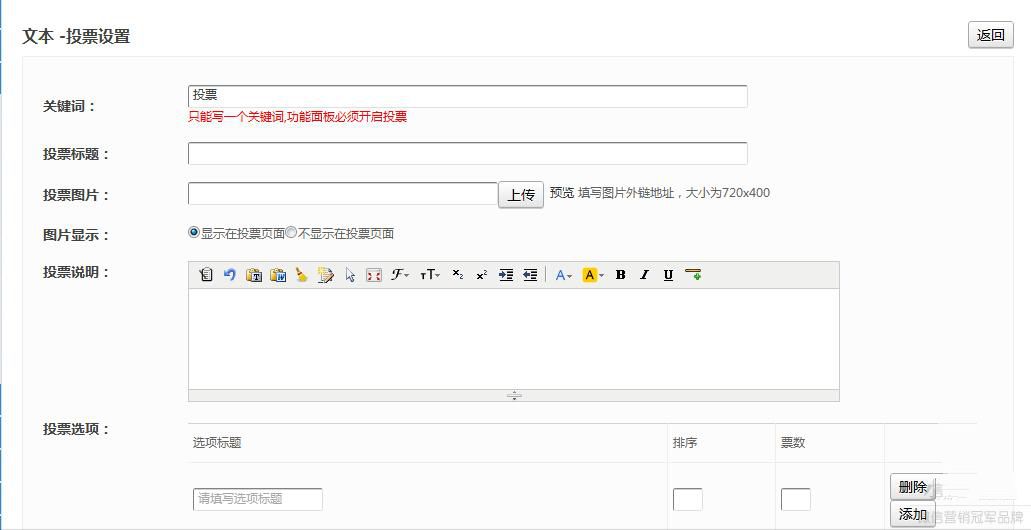 文本 -投票设置
返回
关键词：
投票
只能写一个关键词,功能面板必须开启投票
投票标题：
投票图片：
上传 预览 填写图片外链地址，大小为720x400
图片显示：
显示在投票页面 不显示在投票页面
投票说明：
投票选项：
选项标题 排序 票数
请填写选项标题
删除
添加
微信营销冠军品牌